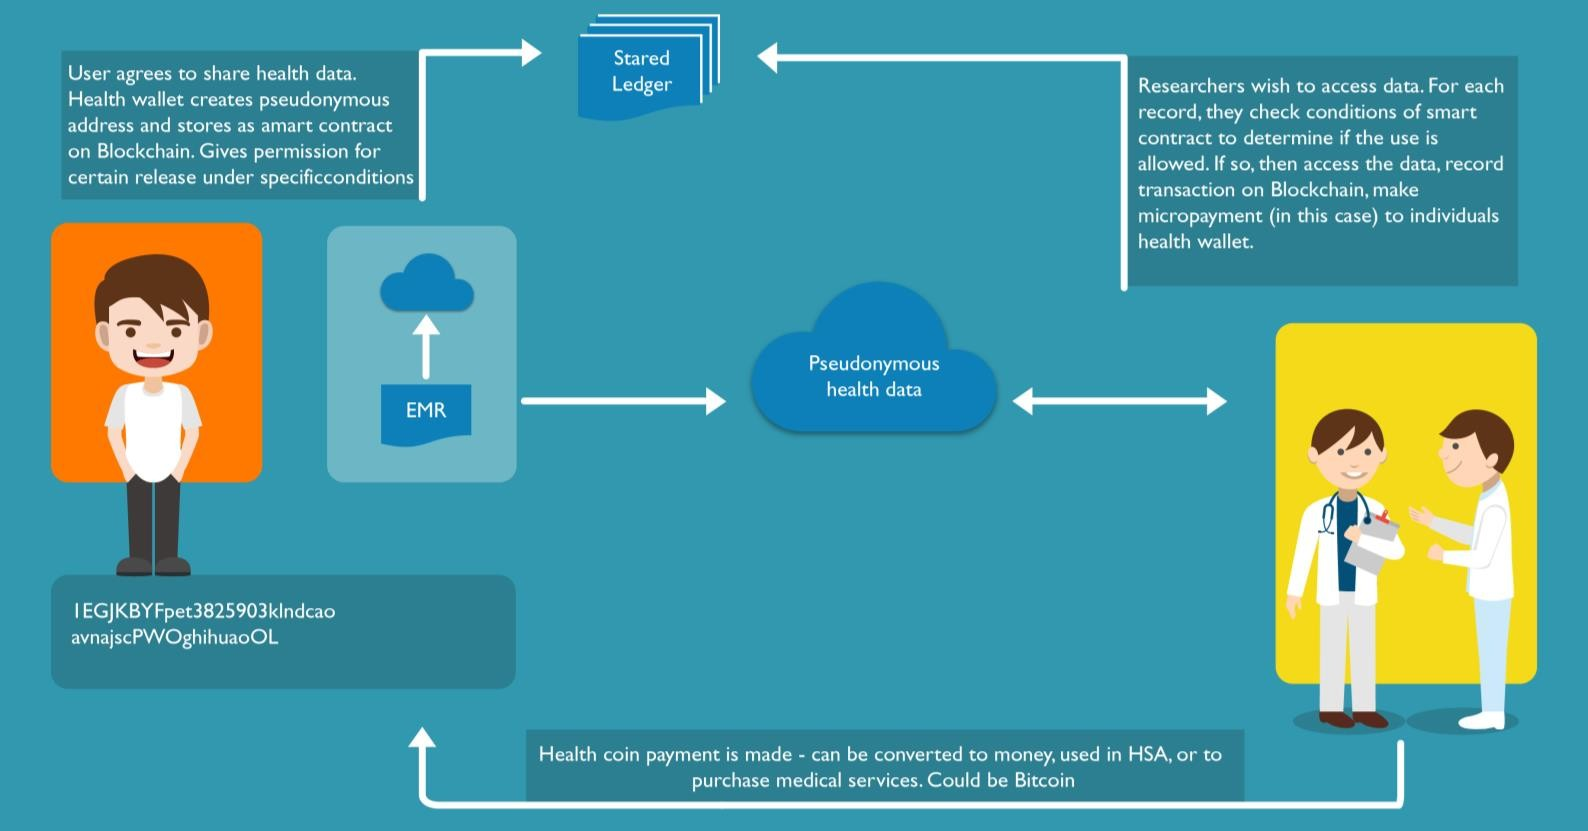 Stared
Ledger
User agrees to share health data.
Health wallet creates pseudonymous
address and stores as amart contract
on Blockchain. Gives permission for
certain release under specificconditions
Researchers wish to access data. For each
record, they check conditions of smart
contract to determine if the use is
allowed. If so, then access the data, record
transaction on Blockchain, make
micropayment (in this case) to individuals
health wallet.
EMR
Pseudonymous
health data
1EGJKBYFpet3825903klndcao
avnajscPWOghihuaoOL
Health coin payment is made - can be converted to money, used in HSA, or to
purchase medical services. Could be Bitcoin